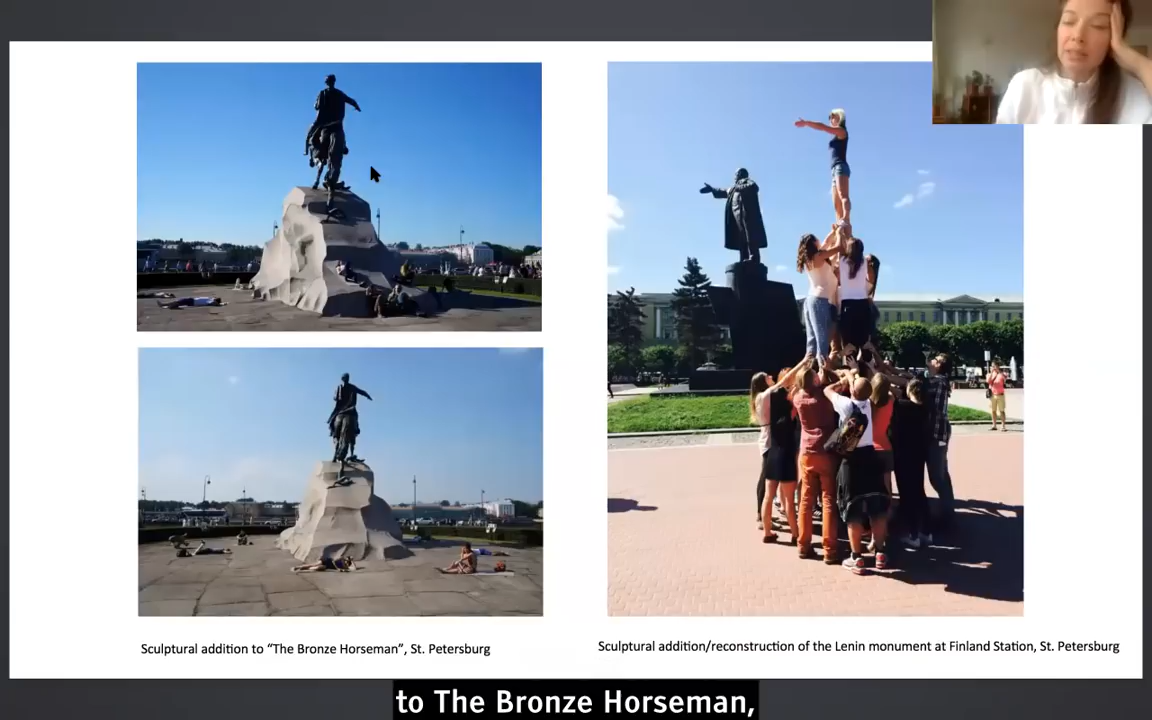 Sculptural addition to “The Bronze Horseman”, St. Petersburg
Sculptural addition/reconstruction of the Lenin monument at Finland Station, St. Petersburg
to The Bronze Horseman,